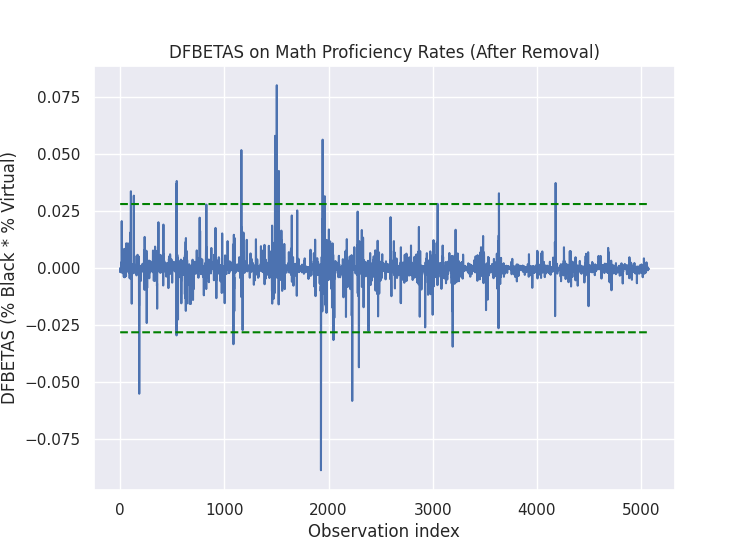 DFBETAS on Math Proficiency Rates (After Removal)
DFBETAS (% Black * % Virtual)
0.075
0.050
0.025
0.000
−0.025
−0.050
−0.075
0 1000 2000 3000 4000 5000
Observation index